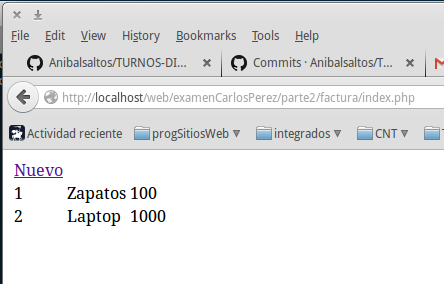 File Edit View History Bookmarks Tools Help
Anibalsaltos/TURNOS-DI... Commits · Anibalsaltos/T...
http://localhost/web/examenCarlosPerez/parte2/factura/index.php
Actividad reciente progSitiosWeb integrados CNT
Nuevo
1 Zapatos 100
2 Laptop 1000